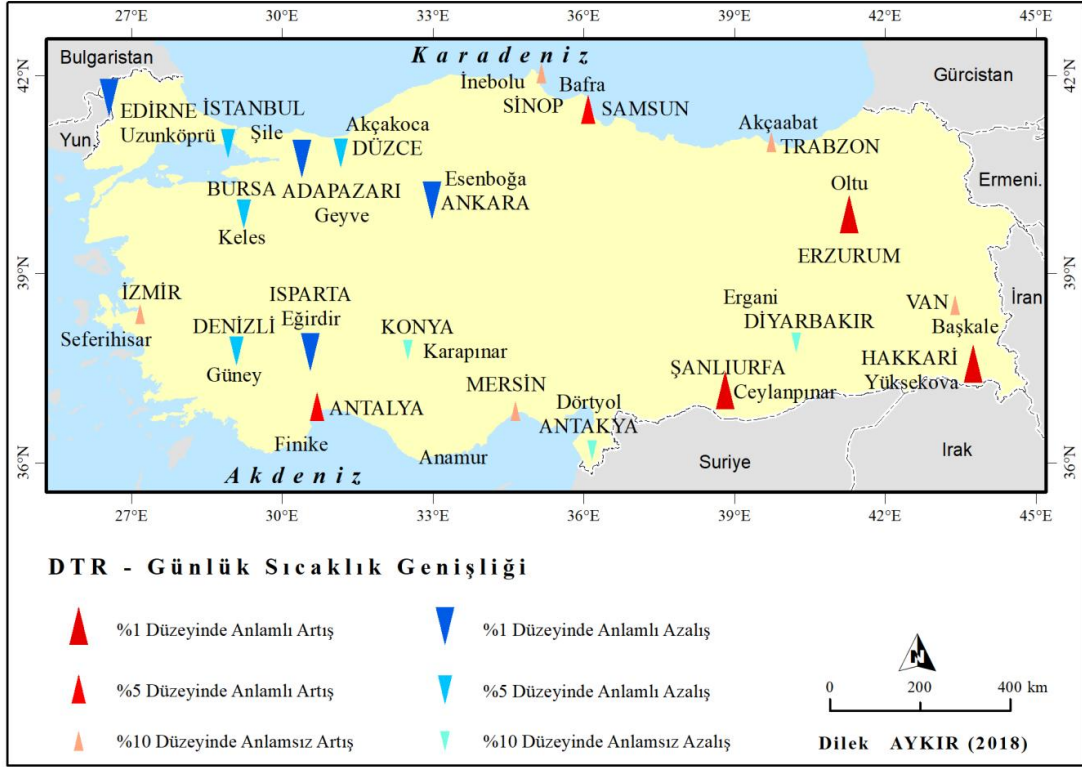 27°E 30°E 33°E 36°E 39°E 42°E 45°E
Bulgaristan
Karadeniz
Gürcistan
42°N
42°N
İnebolu
SİNOP
Bafra
SAMSUN
EDİRNE
Uzunköprü
İSTANBUL
Şile
Akçakoca
DÜZCE
Akçaabat
TRABZON
Yun.
Ermeni.
BURSA
Keles
ADAPAZARI
Geyve
Esenboğa
ANKARA
Oltu
ERZURUM
39°N
39°N
İran
İZMİR
Seferihisar
ISPARTA
Eğirdir
DENİZLİ
Güney
KONYA
Karapınar
Ergani
DİYARBAKIR
VAN
Başkale
HAKKARİ
Yüksekova
ŞANLIURFA
Ceylanpınar
MERSİN
Dörtyol
ANTAKYA
ANTALYA
Finike
Anamur
36°N
36°N
Akdeniz
Suriye
Irak
27°E 30°E 33°E 36°E 39°E 42°E 45°E
DTR - Günlük Sıcaklık Genişliği
%1 Düzeyinde Anlamlı Artış
%1 Düzeyinde Anlamlı Azalış
%5 Düzeyinde Anlamlı Artış
%5 Düzeyinde Anlamlı Azalış
%10 Düzeyinde Anlamsız Artış
%10 Düzeyinde Anlamsız Azalış
N
0 200 400 km
Dilek AYKIR (2018)